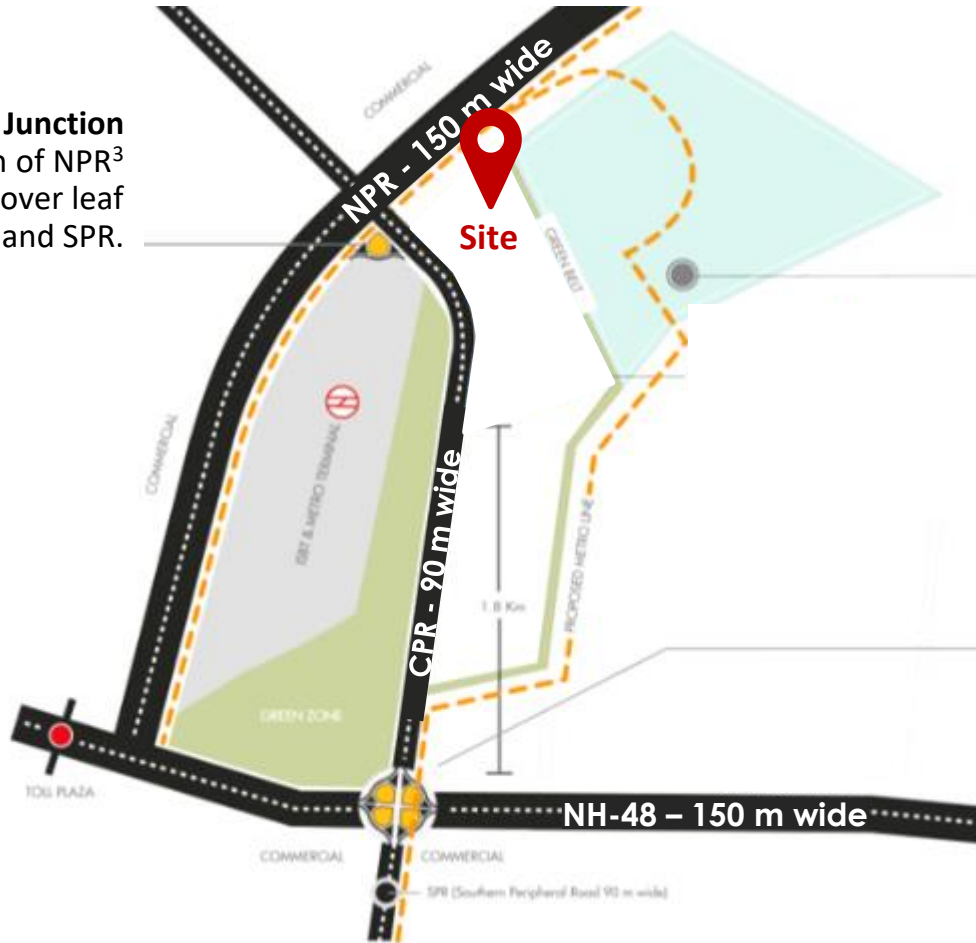 COMMERCIAL
NPR - 150 m wide
Junction
n of NPR³
over leaf
and SPR.
Site
GREEN BELT
COMMERCIAL
ISBT & METRO TERMINAL
CPR - 90 m wide
PROPOSED METRO LINE
1.8 Km
GREEN ZONE
TOLL PLAZA
NH-48 – 150 m wide
COMMERCIAL
COMMERCIAL
SPR (Southern Peripheral Road 90 m wide)